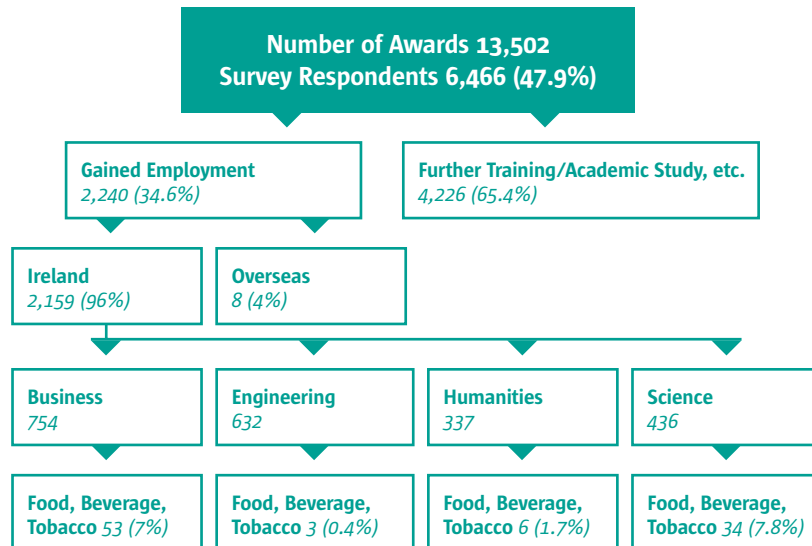 Number of Awards 13,502
Survey Respondents 6,466 (47.9%)
Gained Employment
2,240 (34.6%)
Further Training/Academic Study, etc.
4,226 (65.4%)
Ireland
2,159 (96%)
Overseas
8 (4%)
Business
754
Engineering
632
Humanities
337
Science
436
Food, Beverage,
Tobacco 53 (7%)
Food, Beverage,
Tobacco 3 (0.4%)
Food, Beverage,
Tobacco 6 (1.7%)
Food, Beverage,
Tobacco 34 (7.8%)